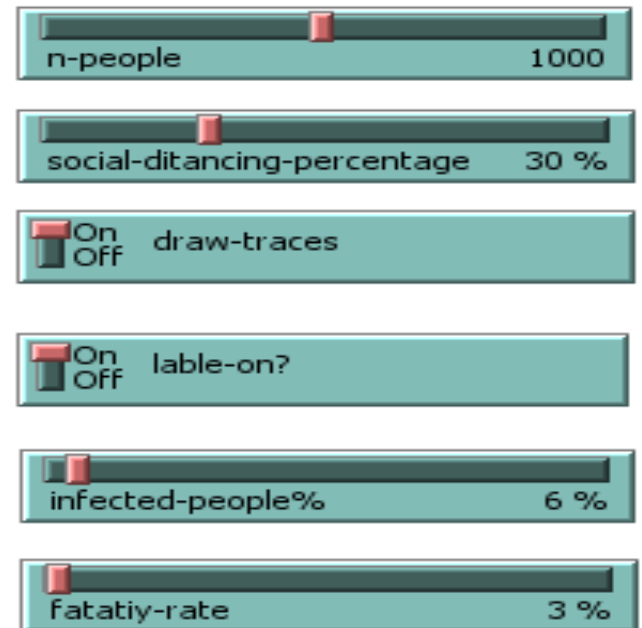 n-people 1000
social-ditancing-percentage 30 %
On
Off
draw-traces
On
Off
lable-on?
infected-people% 6 %
fatatiy-rate 3 %